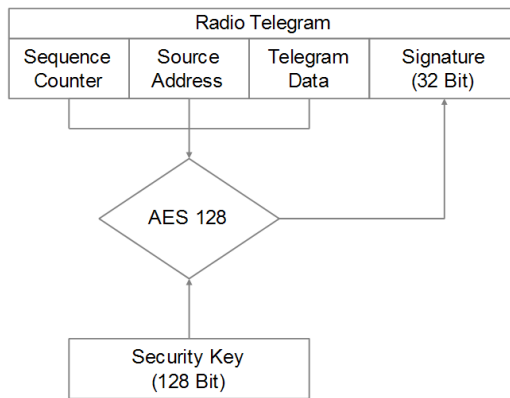 Radio Telegram
Sequence Counter
Source Address
Telegram Data
Signature (32 Bit)
AES 128
Security Key
(128 Bit)